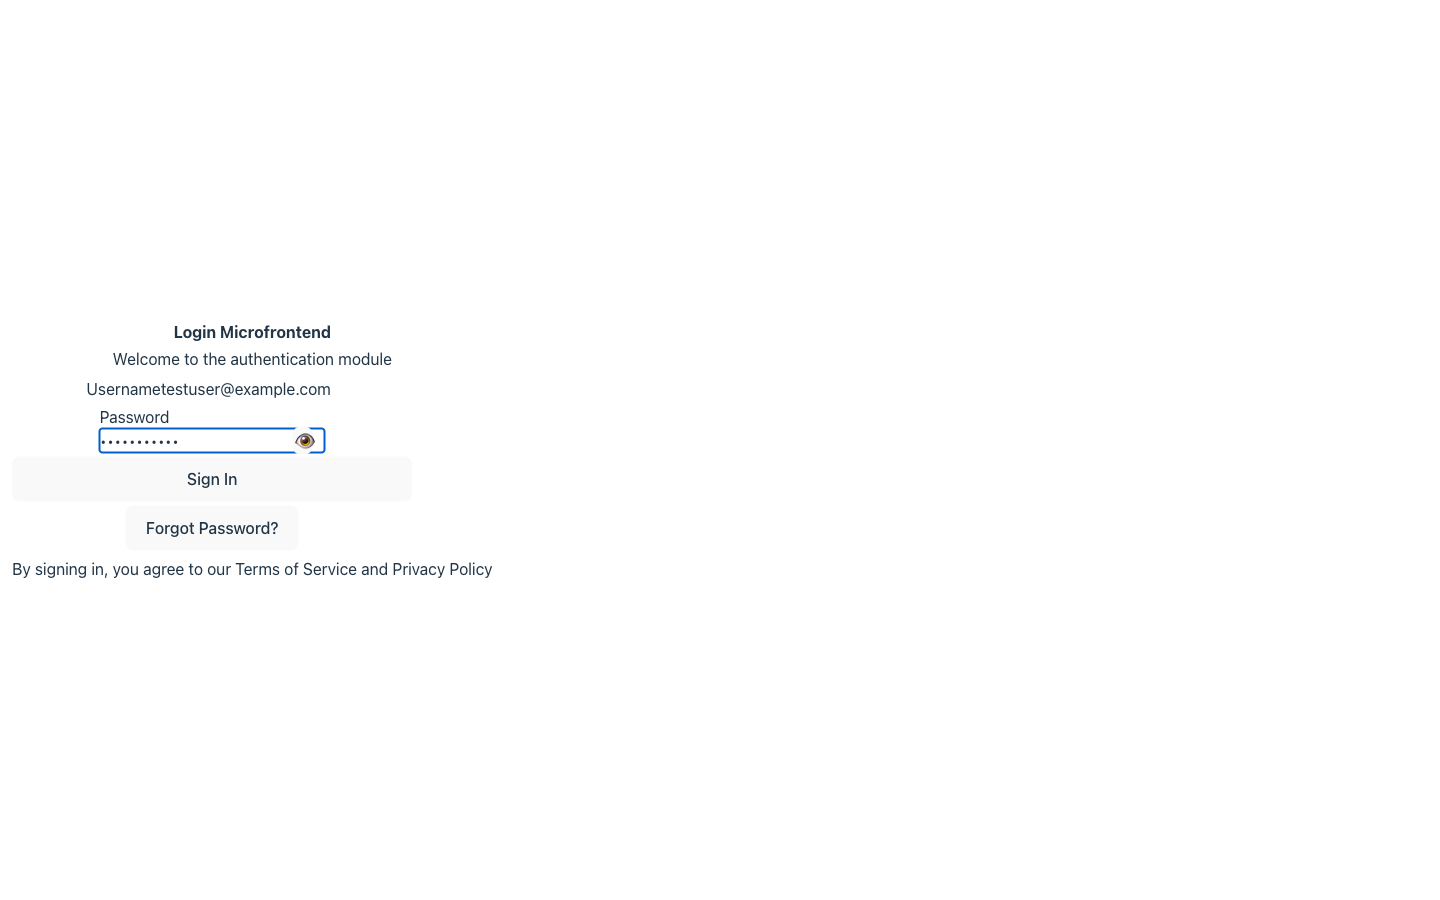 Login Microfrontend
Welcome to the authentication module
Usernametestuser@example.com
Password
•••••••••••
Sign In
Forgot Password?
By signing in, you agree to our Terms of Service and Privacy Policy